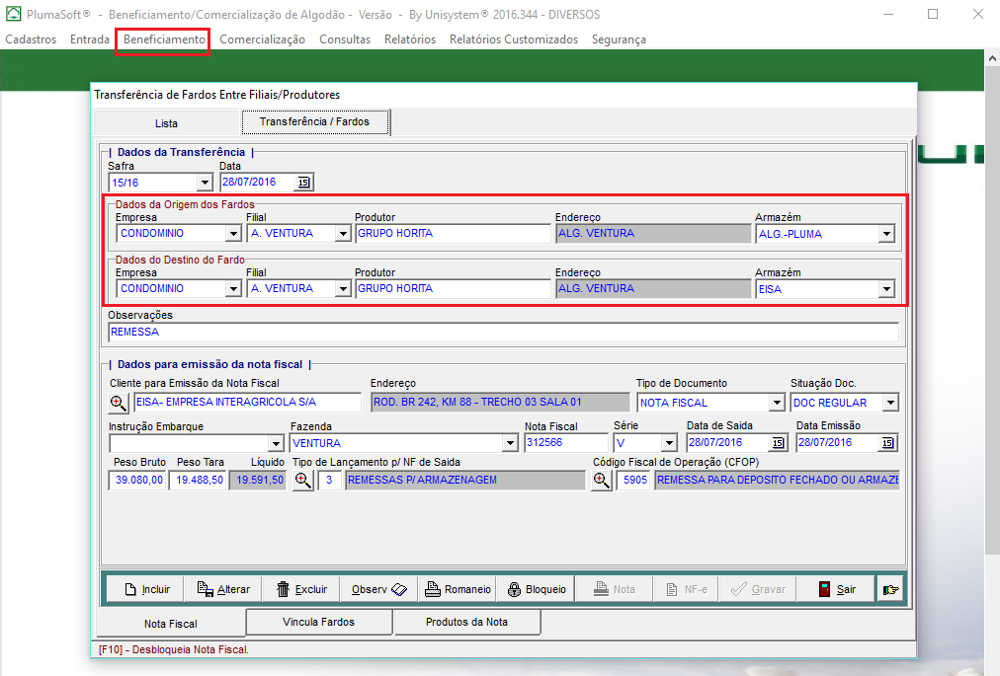 PlumaSoft® - Beneficiamento/Comercialização de Algodão - Versão - By Unisystem® 2016.344 - DIVERSOS
Cadastros Entrada Beneficiamento Comercialização Consultas Relatórios Relatórios Customizados Segurança
Transferência de Fardos Entre Filiais/Produtores
Lista Transferência / Fardos
| Dados da Transferência |
Safra Data
15/16 28/07/2016 15
Dados da Origem dos Fardos
Empresa Filial Produtor Endereço Armazém
CONDOMINIO A. VENTURA GRUPO HORITA ALG. VENTURA ALG.-PLUMA
Dados do Destino do Fardo
Empresa Filial Produtor Endereço Armazém
CONDOMINIO A. VENTURA GRUPO HORITA ALG. VENTURA EISA
Observações
REMESSA
| Dados para emissão da nota fiscal |
Cliente para Emissão da Nota Fiscal Endereço Tipo de Documento Situação Doc.
EISA- EMPRESA INTERAGRICOLA S/A ROD. BR 242, KM 88 - TRECHO 03 SALA 01 NOTA FISCAL DOC REGULAR
Instrução Embarque Fazenda Nota Fiscal Série Data de Saida Data Emissão
VENTURA 312566 V 28/07/2016 15 28/07/2016 15
Peso Bruto Peso Tara Líquido Tipo de Lançamento p/ NF de Saida Código Fiscal de Operação (CFOP)
39.080,00 19.488,50 19.591,50 3 REMESSAS P/ ARMAZENAGEM 5905 REMESSA PARA DEPOSITO FECHADO OU ARMAZE
Incluir Alterar Excluir Observ Romaneio Bloqueio Nota NF-e Gravar Sair
Nota Fiscal Vincula Fardos Produtos da Nota
[F10] - Desbloqueia Nota Fiscal.